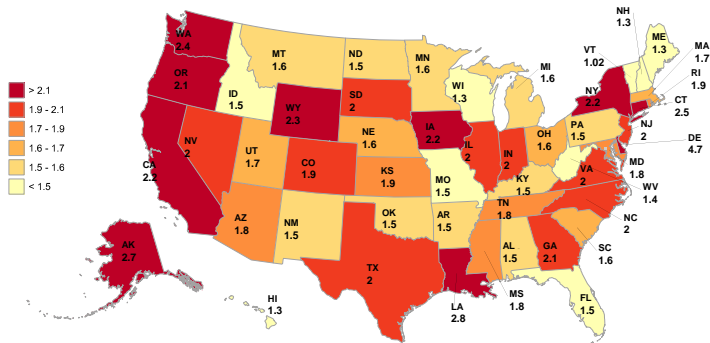 > 2.1
1.9 - 2.1
1.7 - 1.9
1.6 - 1.7
1.5 - 1.6
< 1.5
WA
2.4
OR
2.1
CA
2.2
NV
2
ID
1.5
MT
1.6
WY
2.3
UT
1.7
AZ
1.8
CO
1.9
NM
1.5
ND
1.5
SD
2
NE
1.6
KS
1.9
OK
1.5
TX
2
MN
1.6
IA
2.2
MO
1.5
AR
1.5
LA
2.8
WI
1.3
IL
2
IN
2
MI
1.6
OH
1.6
KY
1.5
TN
1.8
MS
1.8
AL
1.5
GA
2.1
FL
1.5
SC
1.6
NC
2
VA
2
WV
1.4
MD
1.8
DE
4.7
NJ
2
PA
1.5
NY
2.2
CT
2.5
RI
1.9
MA
1.7
VT
1.02
NH
1.3
ME
1.3
AK
2.7
HI
1.3